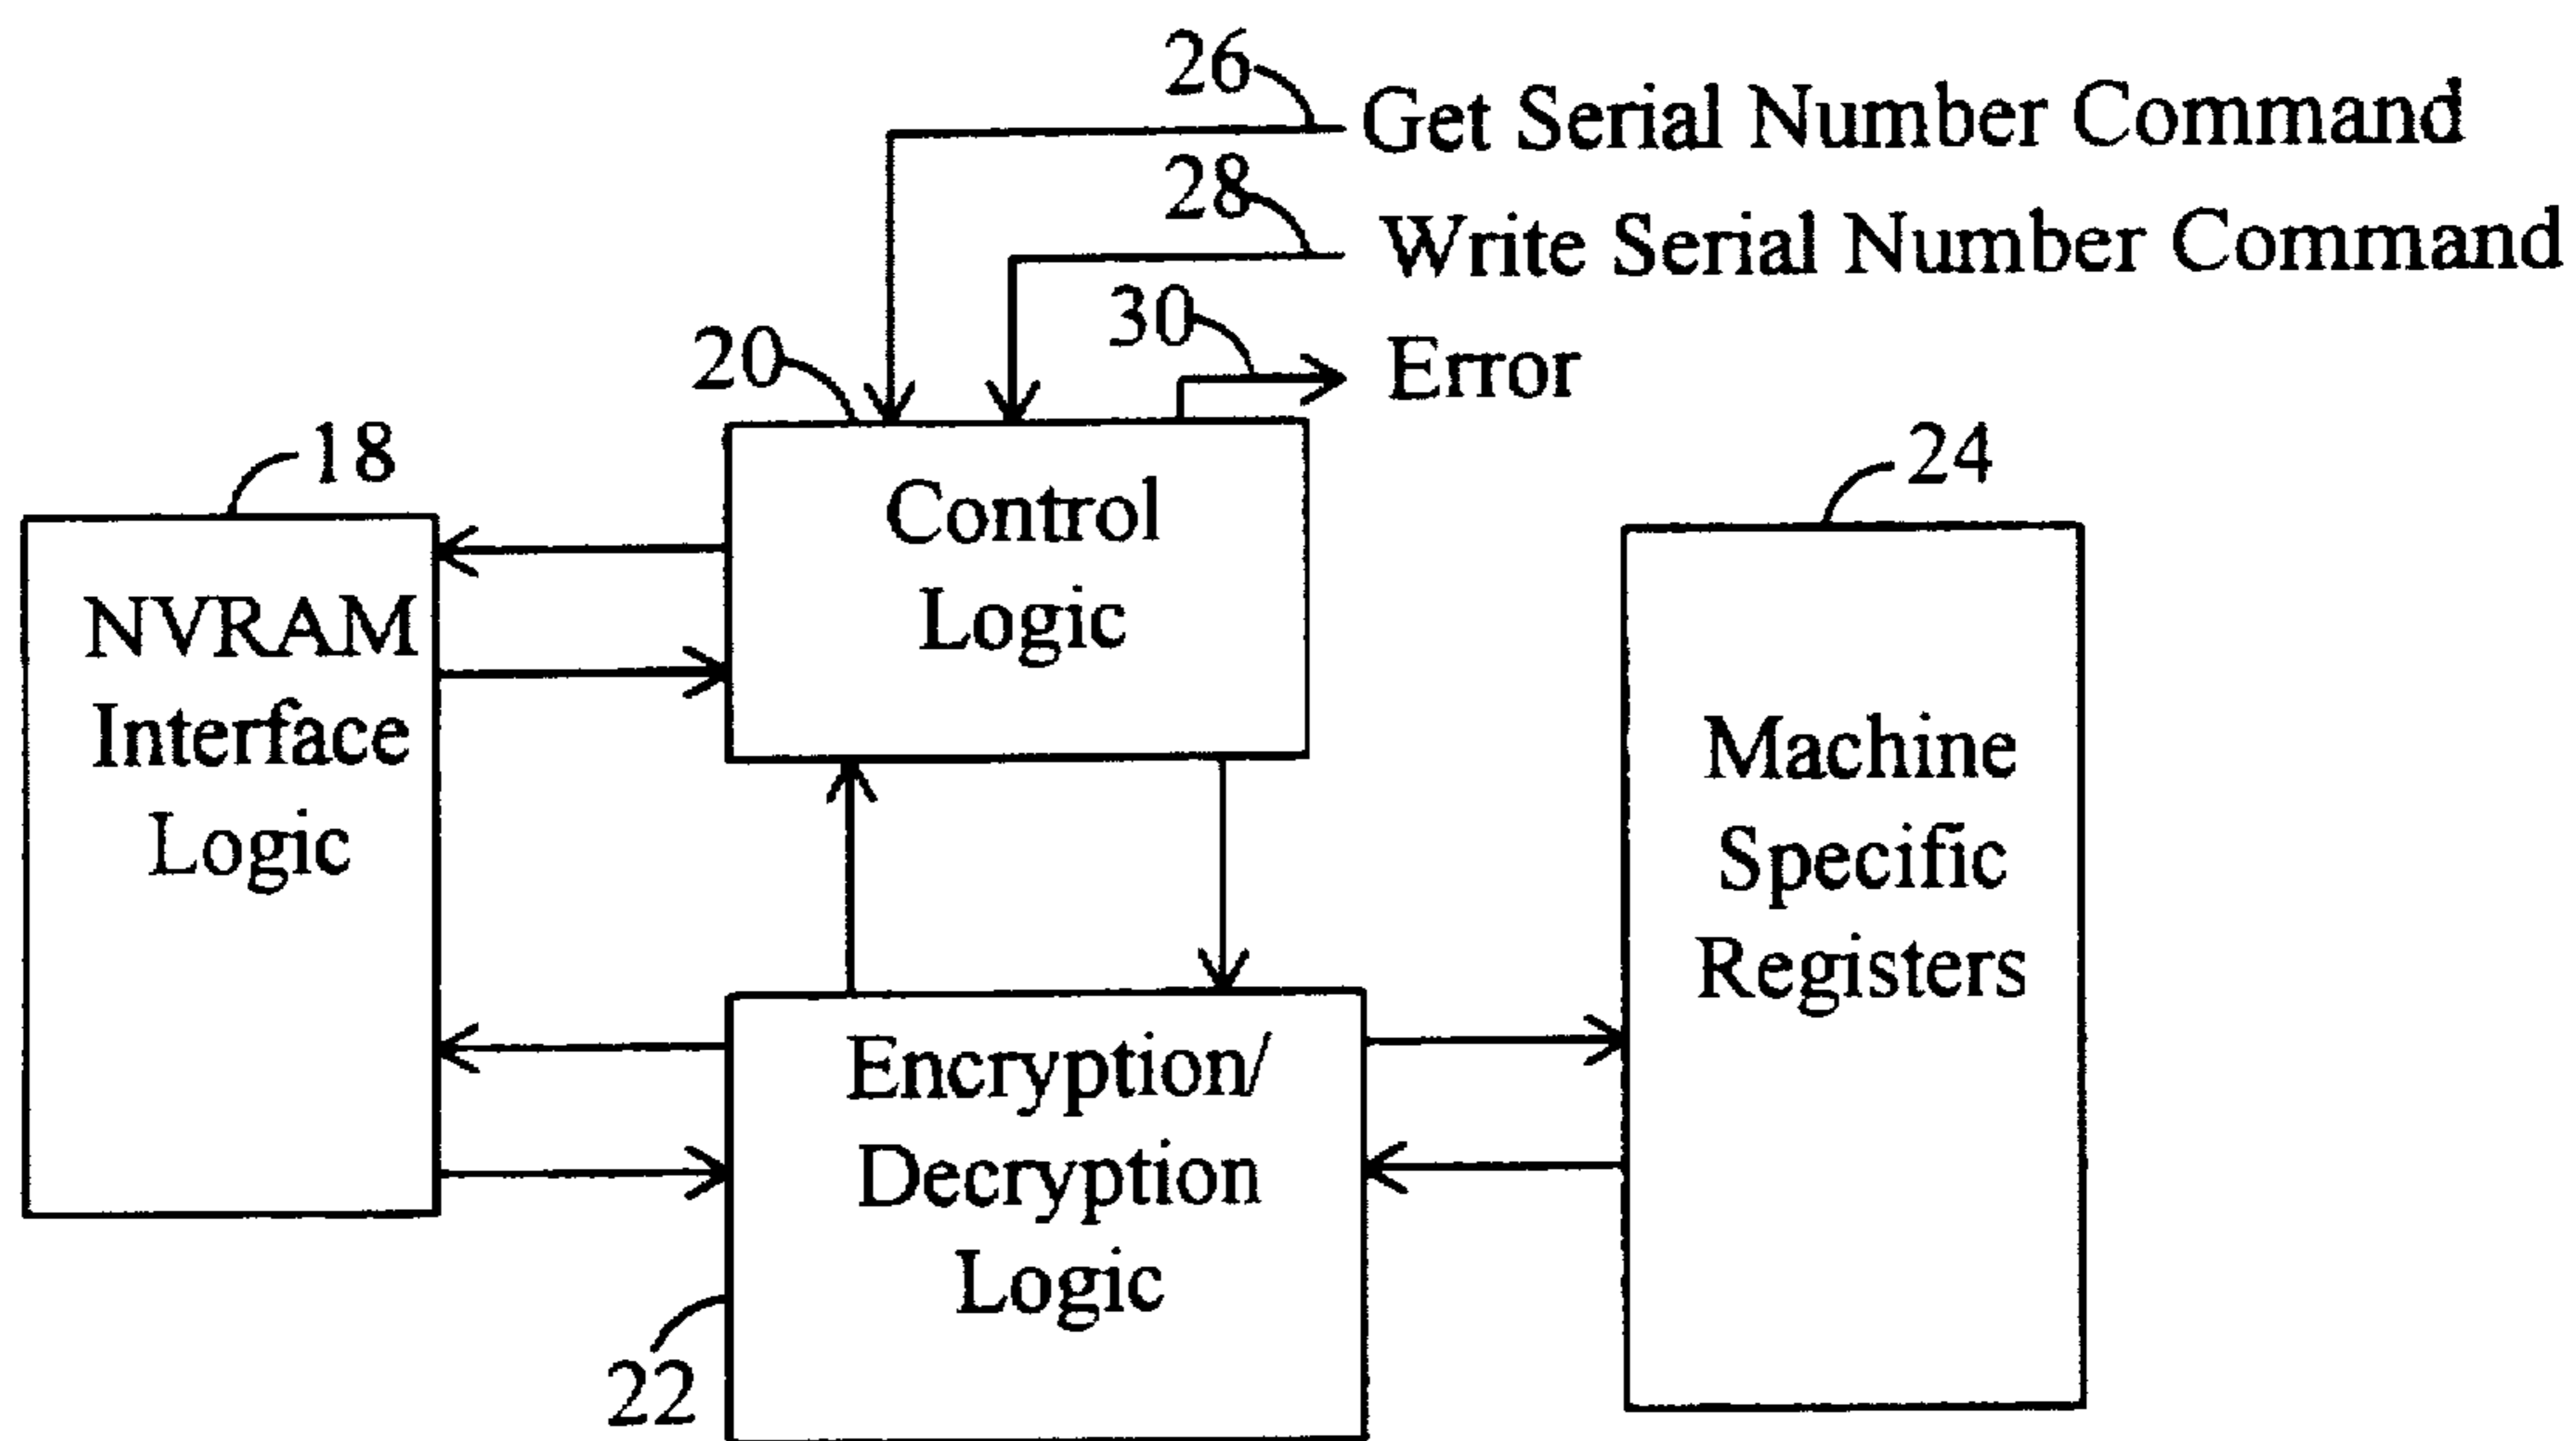 26
Get Serial Number Command
28
Write Serial Number Command
30
Error
20
18
24
Control
Logic
NVRAM
Interface
Logic
Machine
Specific
Registers
Encryption/
Decryption
Logic
22